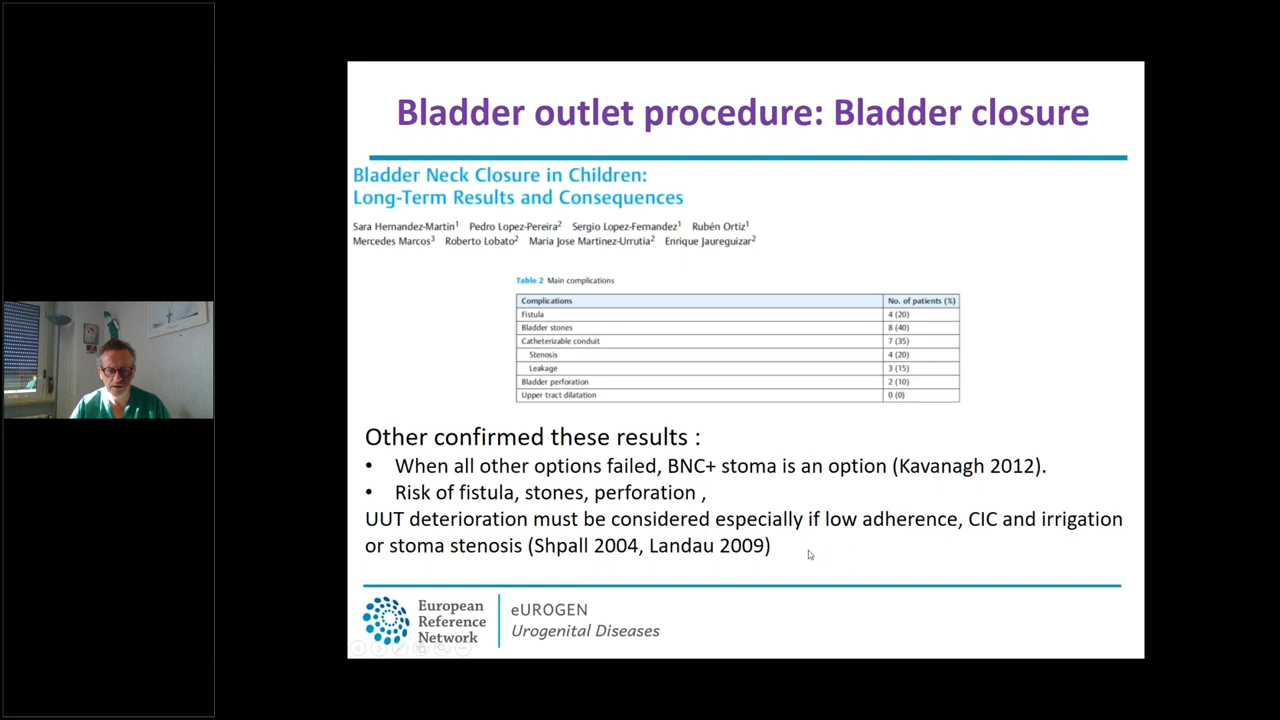 Bladder outlet procedure: Bladder closure
Bladder Neck Closure in Children:
Long-Term Results and Consequences
Sara Hernandez-Martin1 Pedro Lopez-Pereira2 Sergio Lopez-Fernandez1 Rubén Ortiz1
Mercedes Marcos3 Roberto Lobato2 Maria Jose Martinez-Urrutia2 Enrique Jaureguizar2
Table 2 Main complications
Complications No. of patients (%)
Fistula 4 (20)
Bladder stones 8 (40)
Catheterizable conduit 7 (35)
Stenosis 4 (20)
Leakage 3 (15)
Bladder perforation 2 (10)
Upper tract dilatation 0 (0)
Other confirmed these results :
• When all other options failed, BNC+ stoma is an option (Kavanagh 2012).
• Risk of fistula, stones, perforation ,
UUT deterioration must be considered especially if low adherence, CIC and irrigation
or stoma stenosis (Shpall 2004, Landau 2009)
European
Reference
Network
eUROGEN
Urogenital Diseases